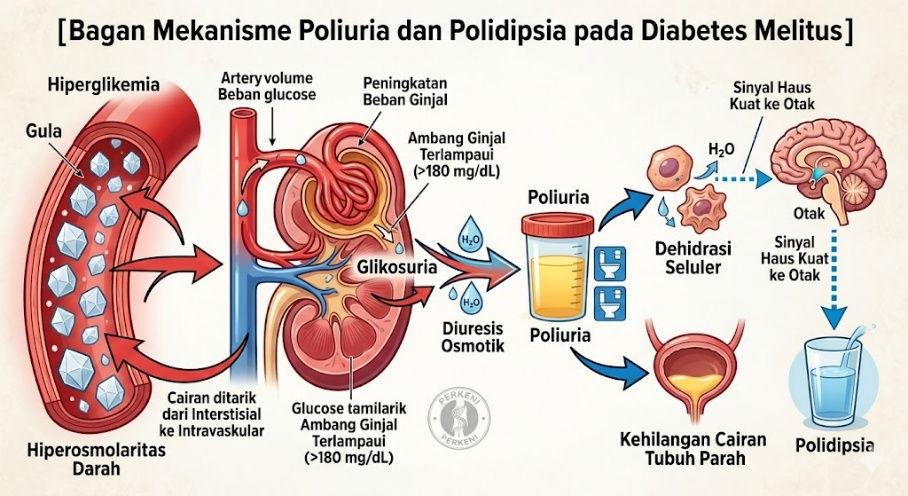 [Bagan Mekanisme Poliuria dan Polidipsia pada Diabetes Melitus]
Hiperglikemia
Gula
Hiperosmolaritas
Darah
Cairan ditarik
dari Interstisial
ke Intravaskular
Artery volume
Beban glucose
Peningkatan
Beban Ginjal
Ambang Ginjal
Terlampaui
(>180 mg/dL)
Glikosuria
Glucose tamilarik
Ambang Ginjal
Terlampaui
(>180 mg/dL)
H₂O
H₂O
Diuresis
Osmotik
PERKENI
PERKENI
Poliuria
Poliuria
H₂O
Dehidrasi
Seluler
Kehilangan Cairan
Tubuh Parah
Sinyal Haus
Kuat ke Otak
Otak
Sinyal
Haus Kuat
ke Otak
Polidipsia